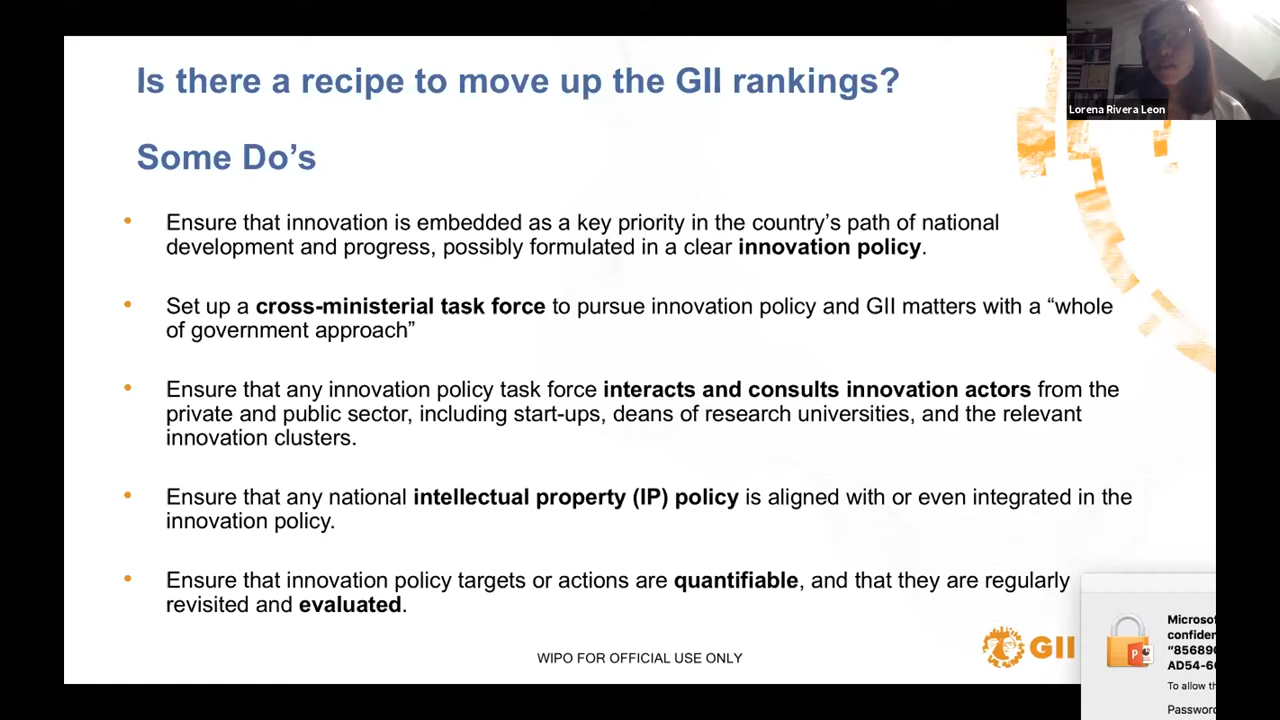 Is there a recipe to move up the GII rankings?
Lorena Rivera Leon
Some Do’s
• Ensure that innovation is embedded as a key priority in the country’s path of national
development and progress, possibly formulated in a clear innovation policy.
• Set up a cross-ministerial task force to pursue innovation policy and GII matters with a “whole
of government approach”
• Ensure that any innovation policy task force interacts and consults innovation actors from the
private and public sector, including start-ups, deans of research universities, and the relevant
innovation clusters.
• Ensure that any national intellectual property (IP) policy is aligned with or even integrated in the
innovation policy.
• Ensure that innovation policy targets or actions are quantifiable, and that they are regularly
revisited and evaluated.
WIPO FOR OFFICIAL USE ONLY
GII
To allow
Password